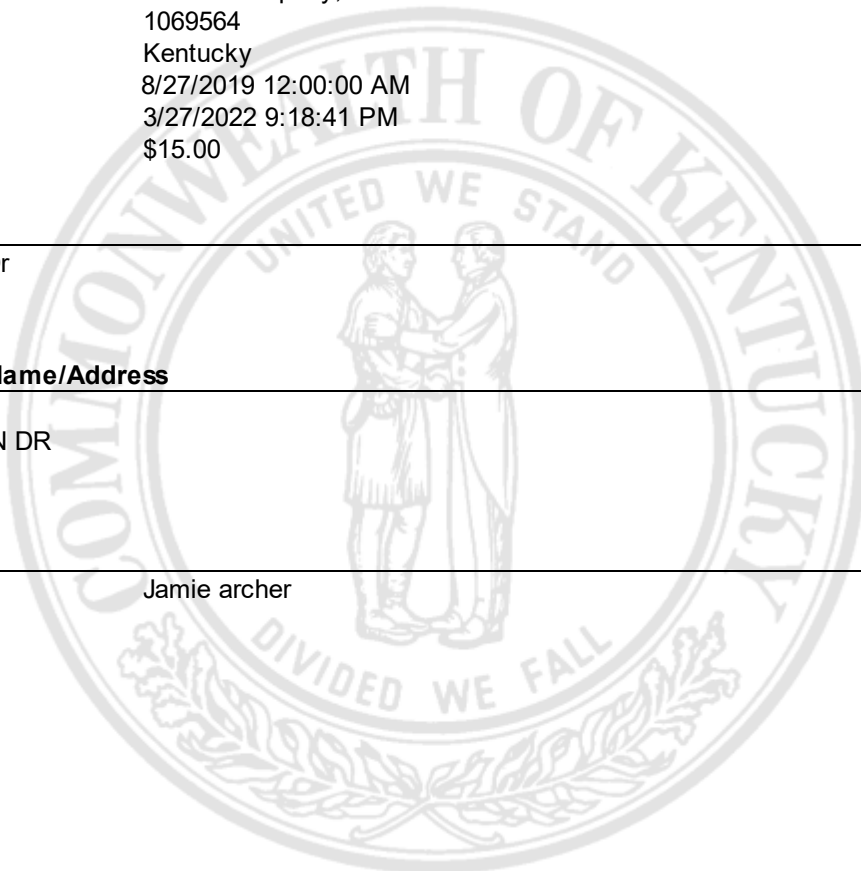 1069564
Kentucky
8/27/2019 12:00:00 AM
3/27/2022 9:18:41 PM
$15.00
COMMONWEALTH OF KENTUCKY
UNITED WE STAND
Name/Address
N DR
Jamie archer
DIVIDED WE FALL